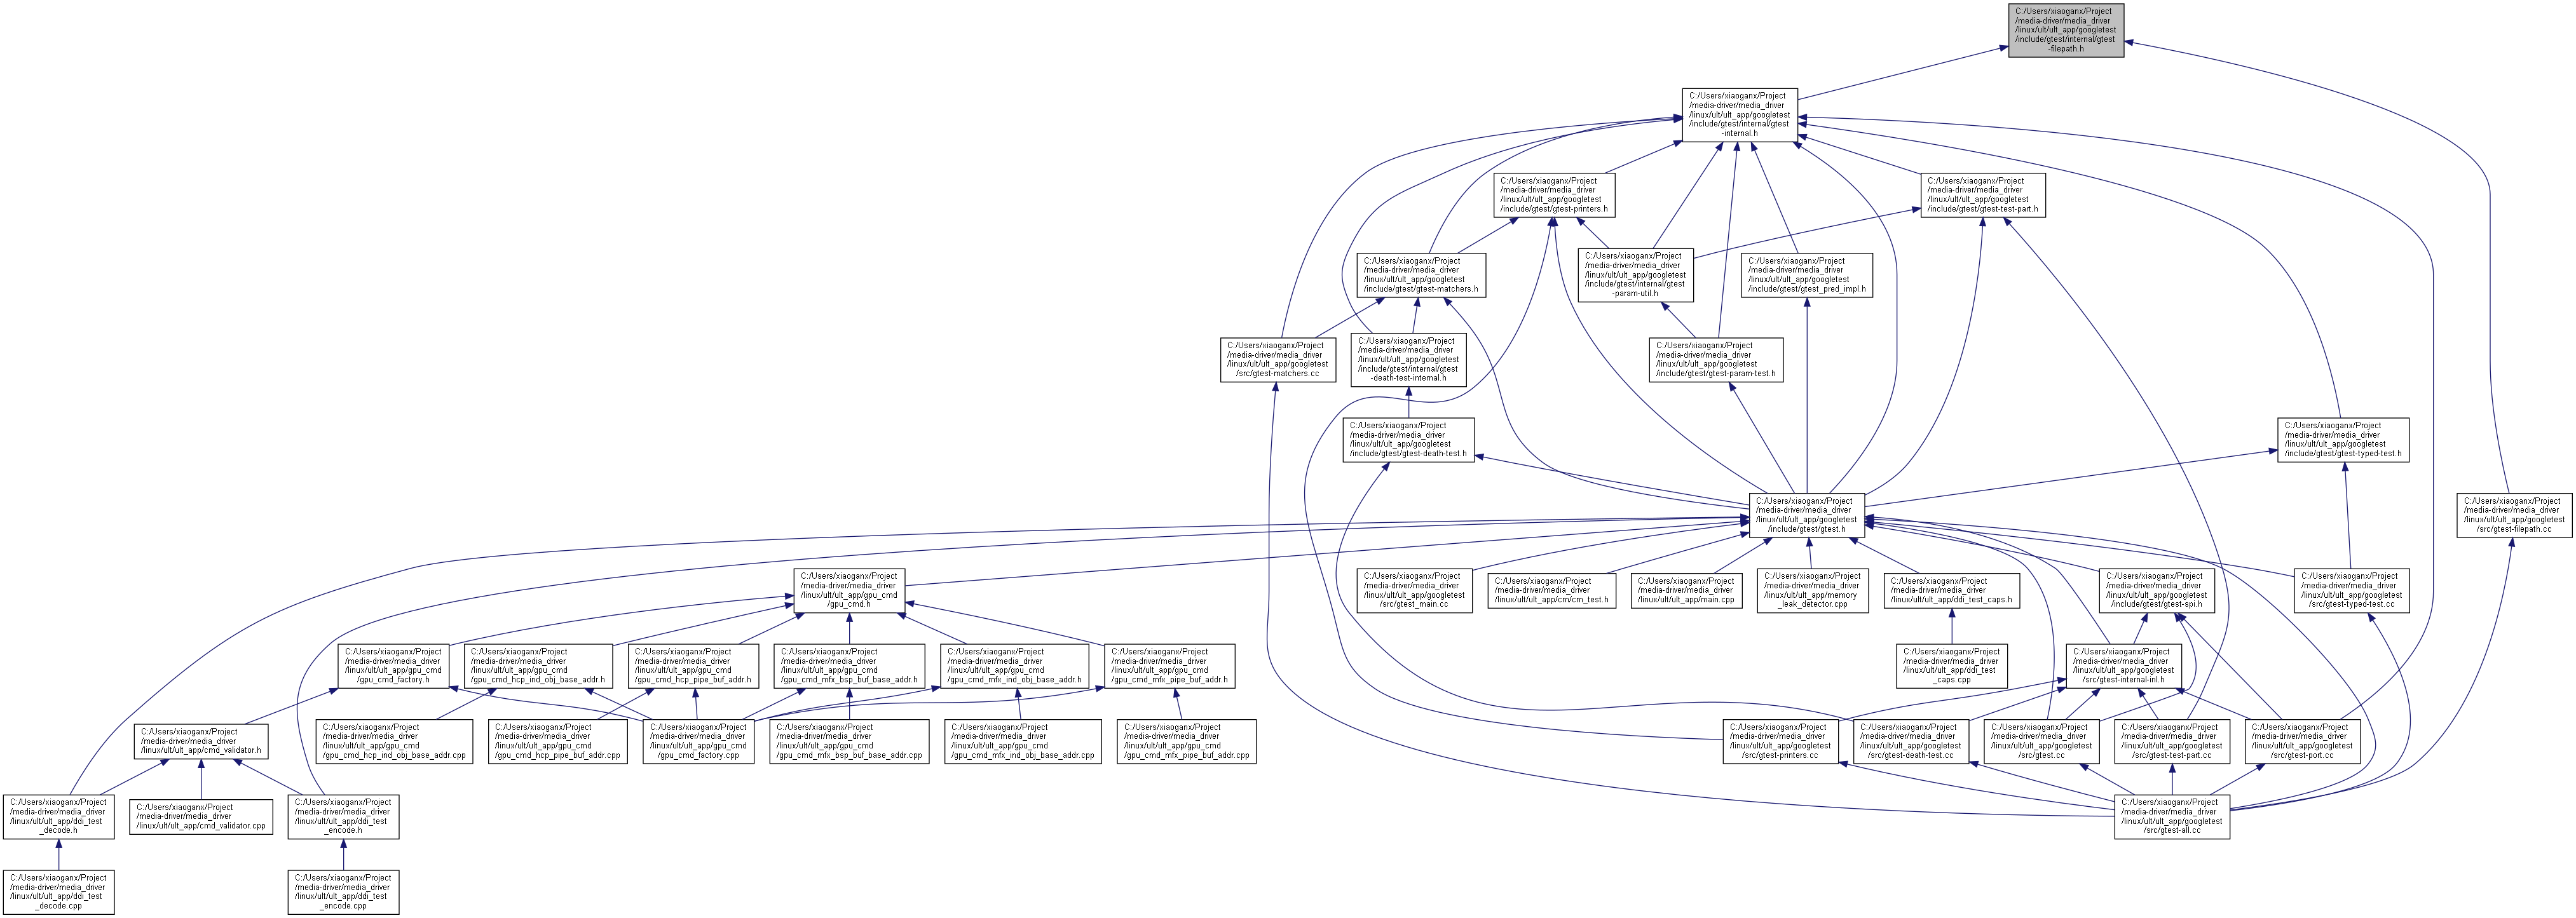 C:/Users/xiaoganx/Project
/media-driver/media_driver
/linux/ult/ult_app/googletest
/include/gtest/internal/gtest
-filepath.h
C:/Users/xiaoganx/Project
/media-driver/media_driver
/linux/ult/ult_app/googletest
/include/gtest/internal/gtest
-internal.h
C:/Users/xiaoganx/Project
/media-driver/media_driver
/linux/ult/ult_app/googletest
/include/gtest/gtest-printers.h
C:/Users/xiaoganx/Project
/media-driver/media_driver
/linux/ult/ult_app/googletest
/include/gtest/gtest-test-part.h
C:/Users/xiaoganx/Project
/media-driver/media_driver
/linux/ult/ult_app/googletest
/include/gtest/gtest-matchers.h
C:/Users/xiaoganx/Project
/media-driver/media_driver
/linux/ult/ult_app/googletest
/include/gtest/internal/gtest
-param-util.h
C:/Users/xiaoganx/Project
/media-driver/media_driver
/linux/ult/ult_app/googletest
/include/gtest/gtest_pred_impl.h
C:/Users/xiaoganx/Project
/media-driver/media_driver
/linux/ult/ult_app/googletest
/src/gtest-matchers.cc
C:/Users/xiaoganx/Project
/media-driver/media_driver
/linux/ult/ult_app/googletest
/include/gtest/internal/gtest
-death-test-internal.h
C:/Users/xiaoganx/Project
/media-driver/media_driver
/linux/ult/ult_app/googletest
/include/gtest/gtest-param-test.h
C:/Users/xiaoganx/Project
/media-driver/media_driver
/linux/ult/ult_app/googletest
/include/gtest/gtest-death-test.h
C:/Users/xiaoganx/Project
/media-driver/media_driver
/linux/ult/ult_app/googletest
/include/gtest/gtest-typed-test.h
C:/Users/xiaoganx/Project
/media-driver/media_driver
/linux/ult/ult_app/googletest
/include/gtest/gtest.h
C:/Users/xiaoganx/Project
/media-driver/media_driver
/linux/ult/ult_app/googletest
/src/gtest-filepath.cc
C:/Users/xiaoganx/Project
/media-driver/media_driver
/linux/ult/ult_app/gpu_cmd
/gpu_cmd.h
C:/Users/xiaoganx/Project
/media-driver/media_driver
/linux/ult/ult_app/googletest
/src/gtest_main.cc
C:/Users/xiaoganx/Project
/media-driver/media_driver
/linux/ult/ult_app/cm/cm_test.h
C:/Users/xiaoganx/Project
/media-driver/media_driver
/linux/ult/ult_app/main.cpp
C:/Users/xiaoganx/Project
/media-driver/media_driver
/linux/ult/ult_app/memory
_leak_detector.cpp
C:/Users/xiaoganx/Project
/media-driver/media_driver
/linux/ult/ult_app/ddi_test_caps.h
C:/Users/xiaoganx/Project
/media-driver/media_driver
/linux/ult/ult_app/googletest
/include/gtest/gtest-spi.h
C:/Users/xiaoganx/Project
/media-driver/media_driver
/linux/ult/ult_app/googletest
/src/gtest-typed-test.cc
C:/Users/xiaoganx/Project
/media-driver/media_driver
/linux/ult/ult_app/gpu_cmd
/gpu_cmd_factory.h
C:/Users/xiaoganx/Project
/media-driver/media_driver
/linux/ult/ult_app/gpu_cmd
/gpu_cmd_hcp_ind_obj_base_addr.h
C:/Users/xiaoganx/Project
/media-driver/media_driver
/linux/ult/ult_app/gpu_cmd
/gpu_cmd_hcp_pipe_buf_addr.h
C:/Users/xiaoganx/Project
/media-driver/media_driver
/linux/ult/ult_app/gpu_cmd
/gpu_cmd_mfx_bsp_buf_base_addr.h
C:/Users/xiaoganx/Project
/media-driver/media_driver
/linux/ult/ult_app/gpu_cmd
/gpu_cmd_mfx_ind_obj_base_addr.h
C:/Users/xiaoganx/Project
/media-driver/media_driver
/linux/ult/ult_app/gpu_cmd
/gpu_cmd_mfx_pipe_buf_addr.h
C:/Users/xiaoganx/Project
/media-driver/media_driver
/linux/ult/ult_app/ddi_test
_caps.cpp
C:/Users/xiaoganx/Project
/media-driver/media_driver
/linux/ult/ult_app/googletest
/src/gtest-internal-inl.h
C:/Users/xiaoganx/Project
/media-driver/media_driver
/linux/ult/ult_app/cmd_validator.h
C:/Users/xiaoganx/Project
/media-driver/media_driver
/linux/ult/ult_app/gpu_cmd
/gpu_cmd_hcp_ind_obj_base_addr.cpp
C:/Users/xiaoganx/Project
/media-driver/media_driver
/linux/ult/ult_app/gpu_cmd
/gpu_cmd_hcp_pipe_buf_addr.cpp
C:/Users/xiaoganx/Project
/media-driver/media_driver
/linux/ult/ult_app/gpu_cmd
/gpu_cmd_factory.cpp
C:/Users/xiaoganx/Project
/media-driver/media_driver
/linux/ult/ult_app/gpu_cmd
/gpu_cmd_mfx_bsp_buf_base_addr.cpp
C:/Users/xiaoganx/Project
/media-driver/media_driver
/linux/ult/ult_app/gpu_cmd
/gpu_cmd_mfx_ind_obj_base_addr.cpp
C:/Users/xiaoganx/Project
/media-driver/media_driver
/linux/ult/ult_app/gpu_cmd
/gpu_cmd_mfx_pipe_buf_addr.cpp
C:/Users/xiaoganx/Project
/media-driver/media_driver
/linux/ult/ult_app/googletest
/src/gtest-printers.cc
C:/Users/xiaoganx/Project
/media-driver/media_driver
/linux/ult/ult_app/googletest
/src/gtest-death-test.cc
C:/Users/xiaoganx/Project
/media-driver/media_driver
/linux/ult/ult_app/googletest
/src/gtest.cc
C:/Users/xiaoganx/Project
/media-driver/media_driver
/linux/ult/ult_app/googletest
/src/gtest-test-part.cc
C:/Users/xiaoganx/Project
/media-driver/media_driver
/linux/ult/ult_app/googletest
/src/gtest-port.cc
C:/Users/xiaoganx/Project
/media-driver/media_driver
/linux/ult/ult_app/ddi_test
_decode.h
C:/Users/xiaoganx/Project
/media-driver/media_driver
/linux/ult/ult_app/cmd_validator.cpp
C:/Users/xiaoganx/Project
/media-driver/media_driver
/linux/ult/ult_app/ddi_test
_encode.h
C:/Users/xiaoganx/Project
/media-driver/media_driver
/linux/ult/ult_app/googletest
/src/gtest-all.cc
C:/Users/xiaoganx/Project
/media-driver/media_driver
/linux/ult/ult_app/ddi_test
_decode.cpp
C:/Users/xiaoganx/Project
/media-driver/media_driver
/linux/ult/ult_app/ddi_test
_encode.cpp